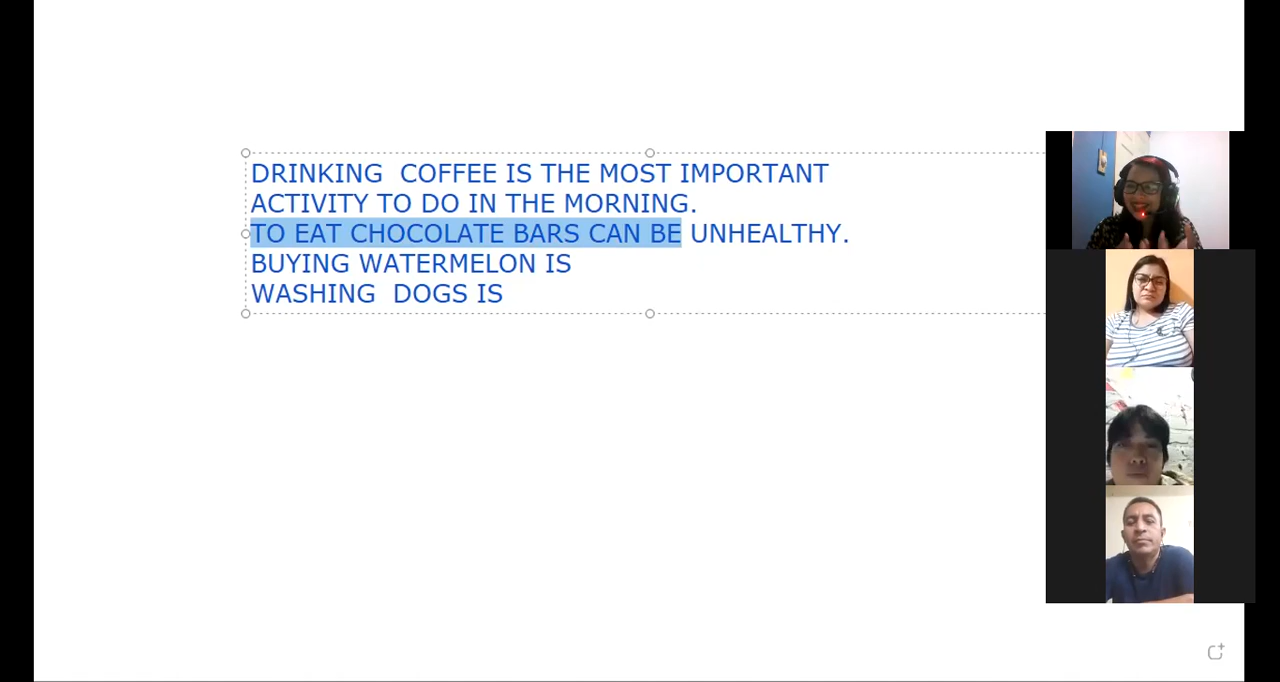 DRINKING  COFFEE IS THE MOST IMPORTANT
ACTIVITY TO DO IN THE MORNING.
TO EAT CHOCOLATE BARS CAN BE UNHEALTHY.
BUYING WATERMELON IS
WASHING  DOGS IS